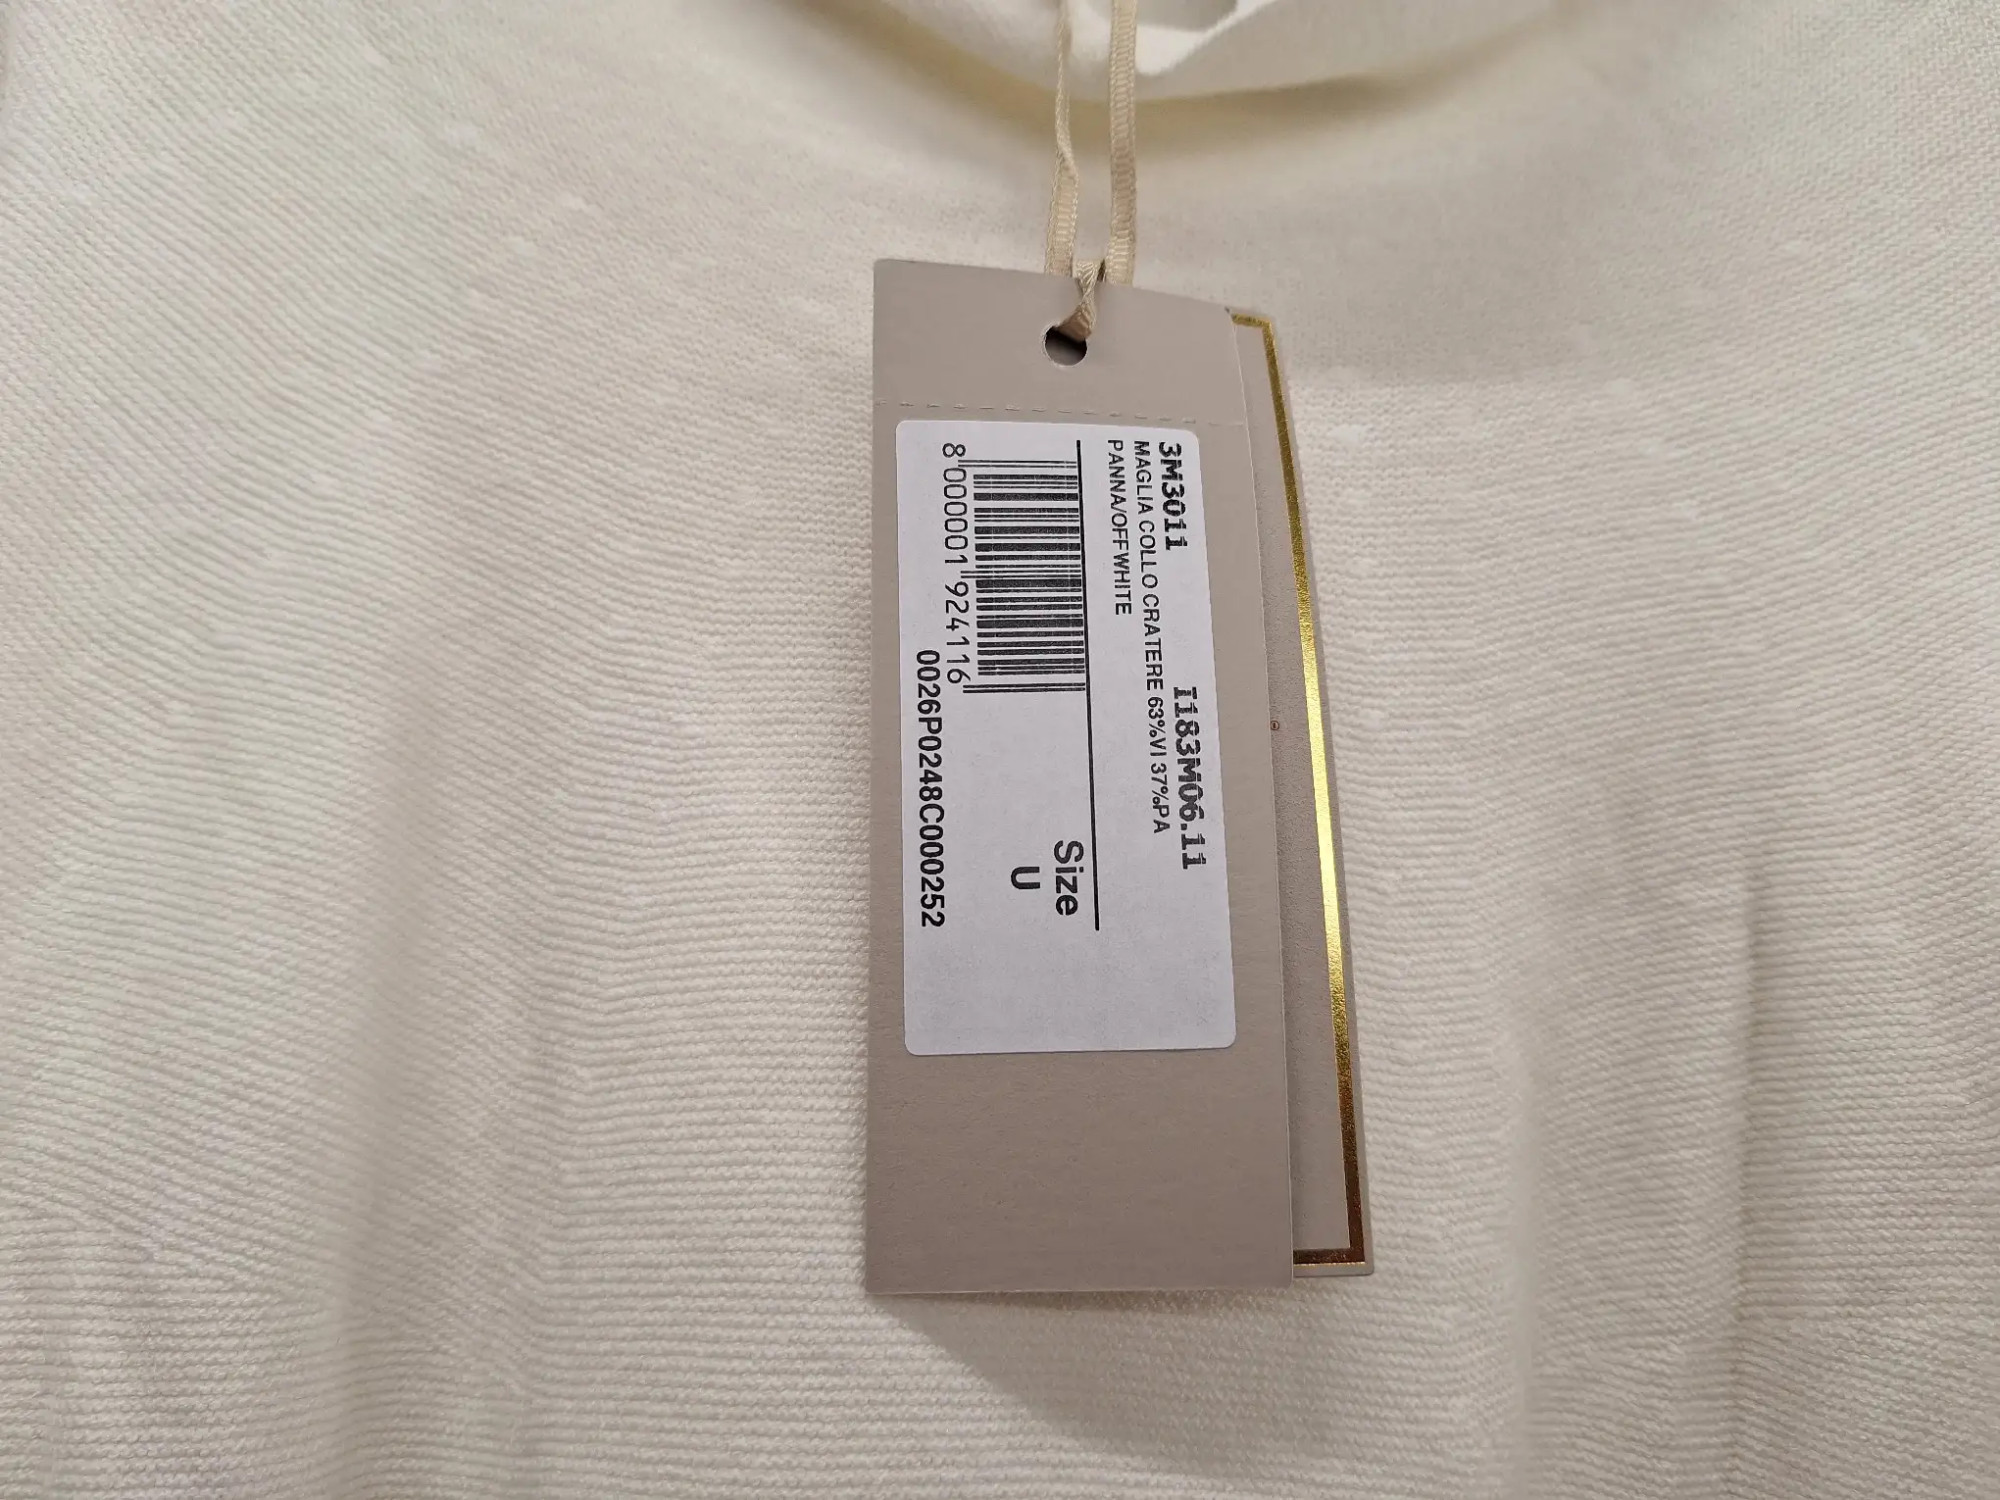 3M3011 I183M06.11
MAGLIA COLLO CRATERE 63%VI 37%PA
PANNA/OFFWHITE
Size
U
8 000001 924116
0026P0248C000252